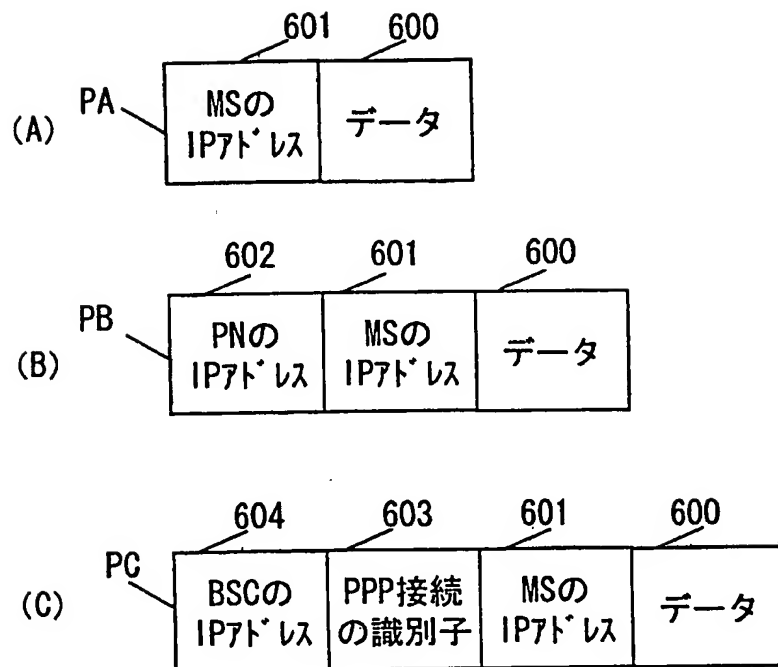 601 600
PA
(A)
MSの
IPアドレス
データ
602 601 600
PB
(B)
PNの
IPアドレス
MSの
IPアドレス
データ
604 603 601 600
PC
(C)
BSCの
IPアドレス
PPP接続
の識別子
MSの
IPアドレス
データ